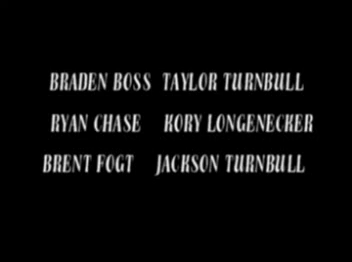 BRADEN BOSS TAYLOR TURNBULL
RYAN CHASE KORY LONGENECKER
BRENT FOGT JACKSON TURNBULL